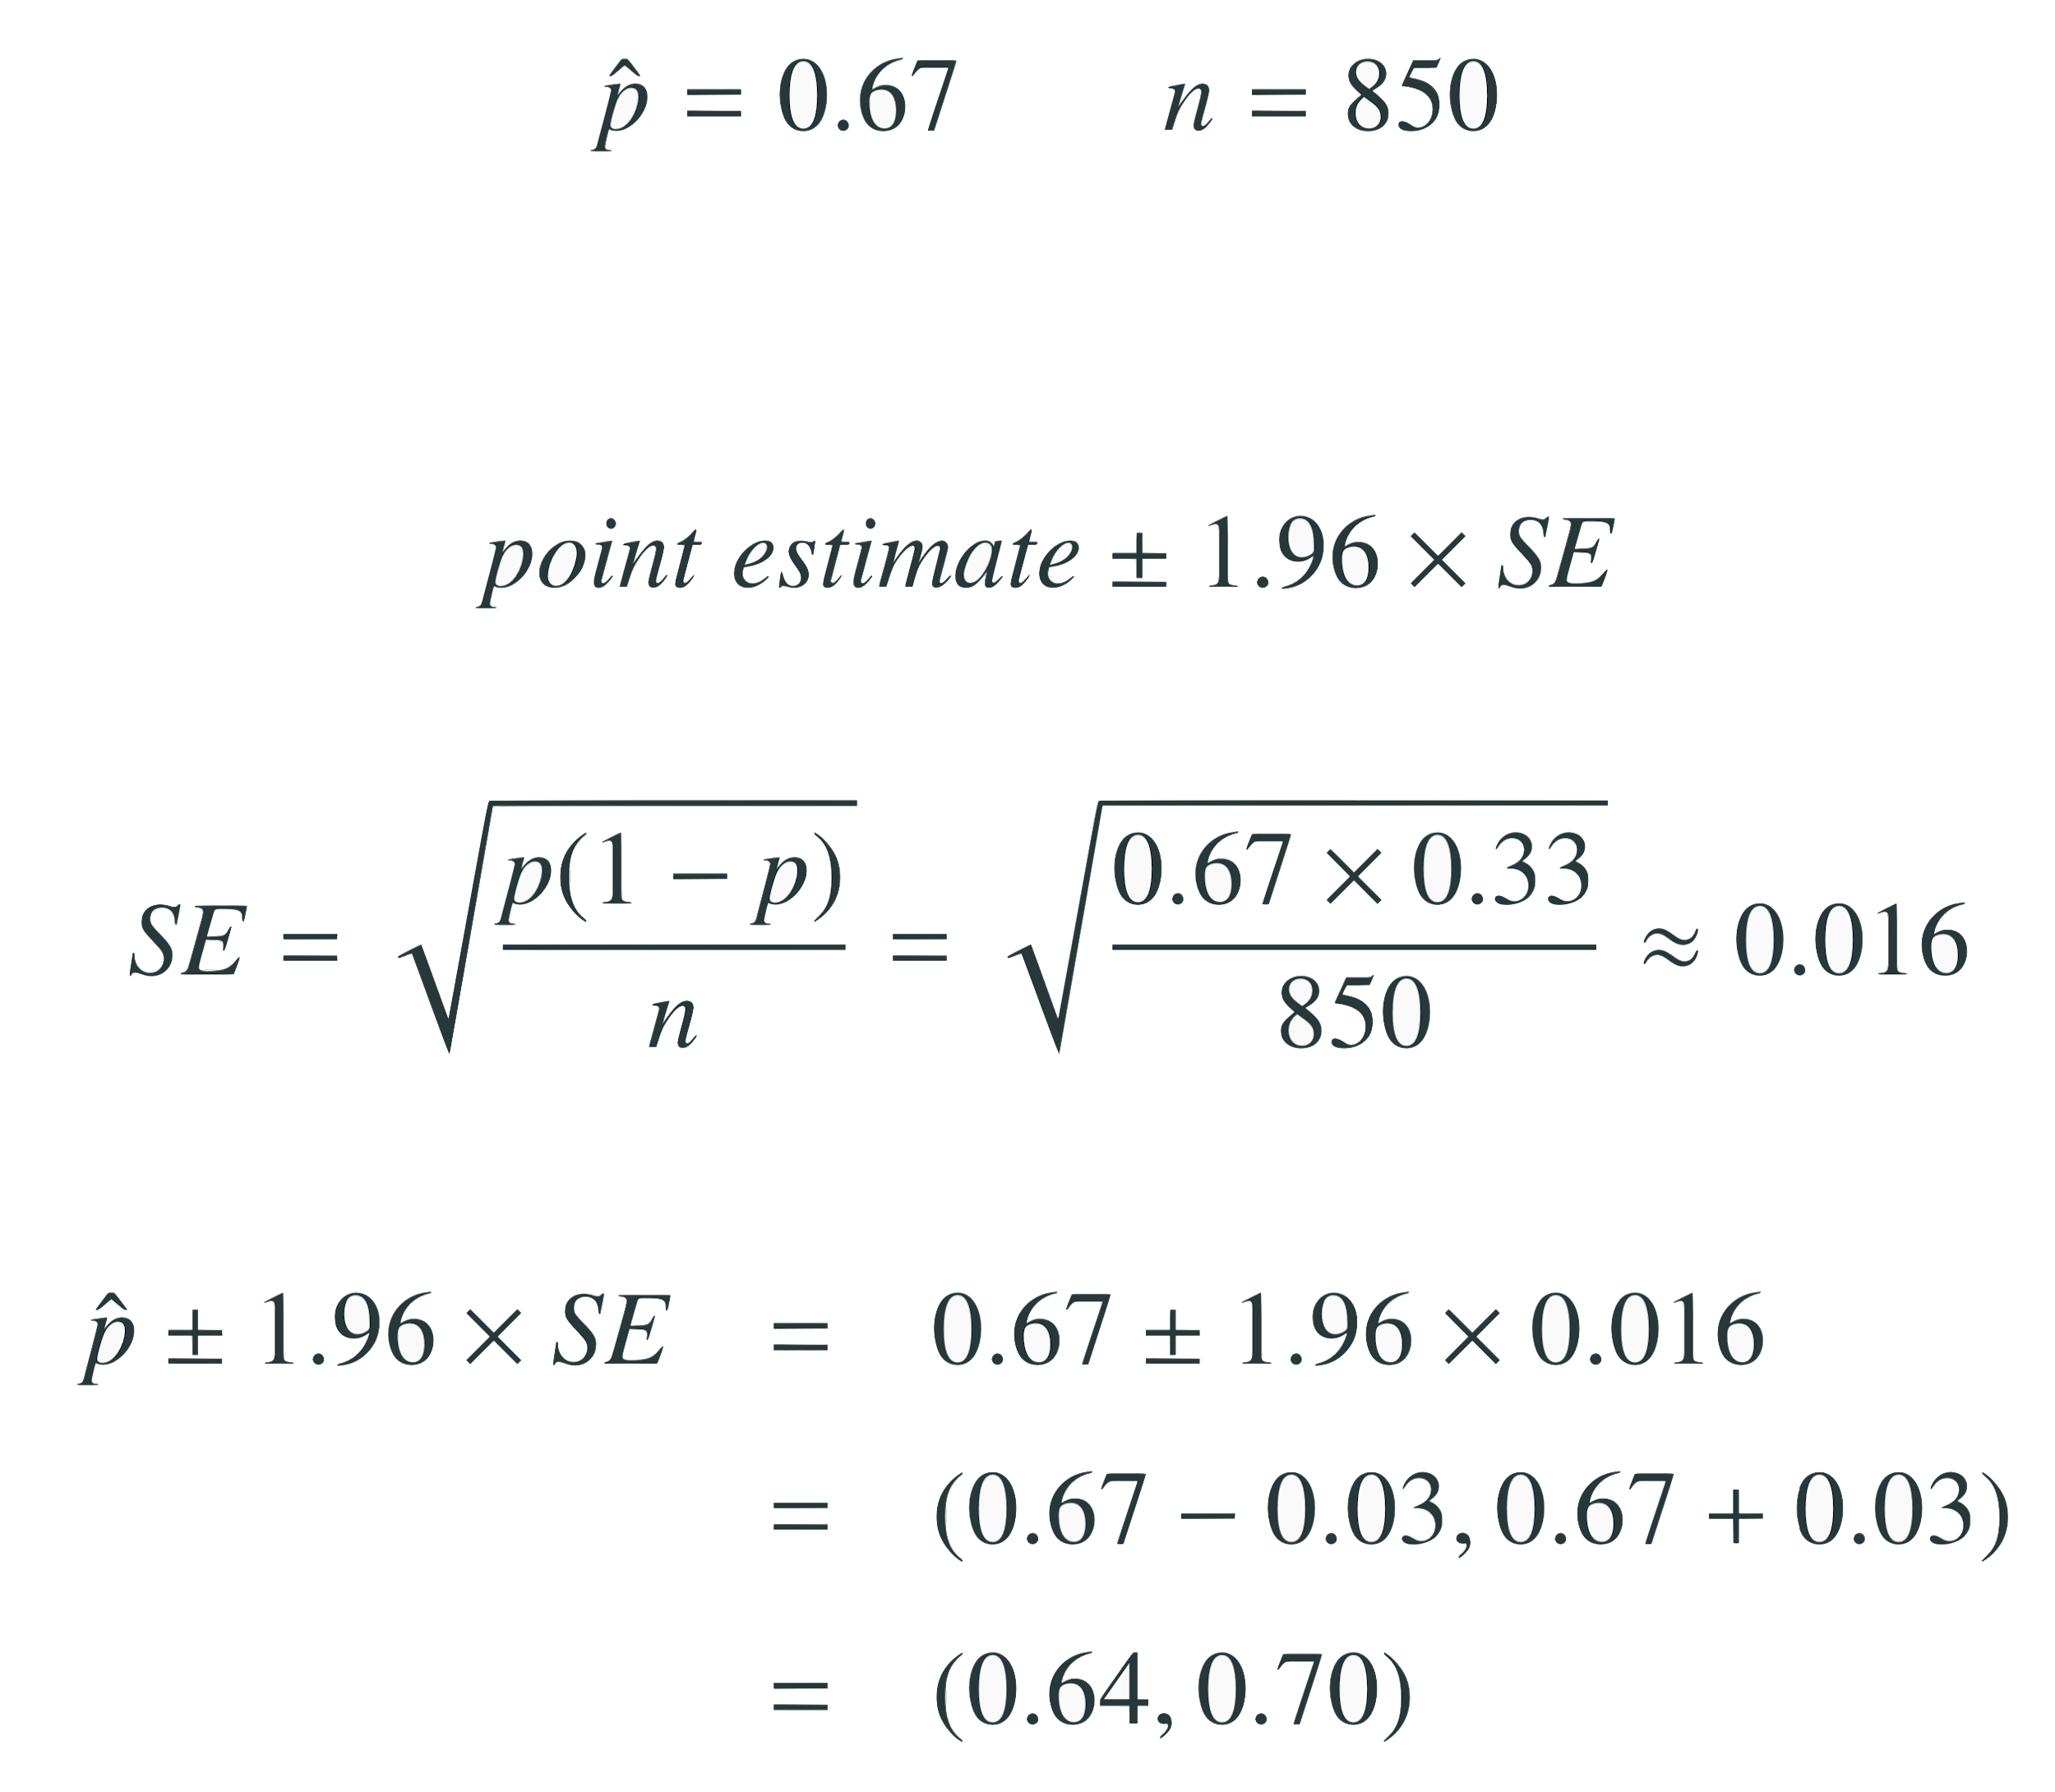 p̂ = 0.67 n = 850
point estimate ± 1.96 × SE
SE = √(p(1 − p)/n) = √(0.67 × 0.33/850) ≈ 0.016
p̂ ± 1.96 × SE = 0.67 ± 1.96 × 0.016
= (0.67 − 0.03, 0.67 + 0.03)
= (0.64, 0.70)